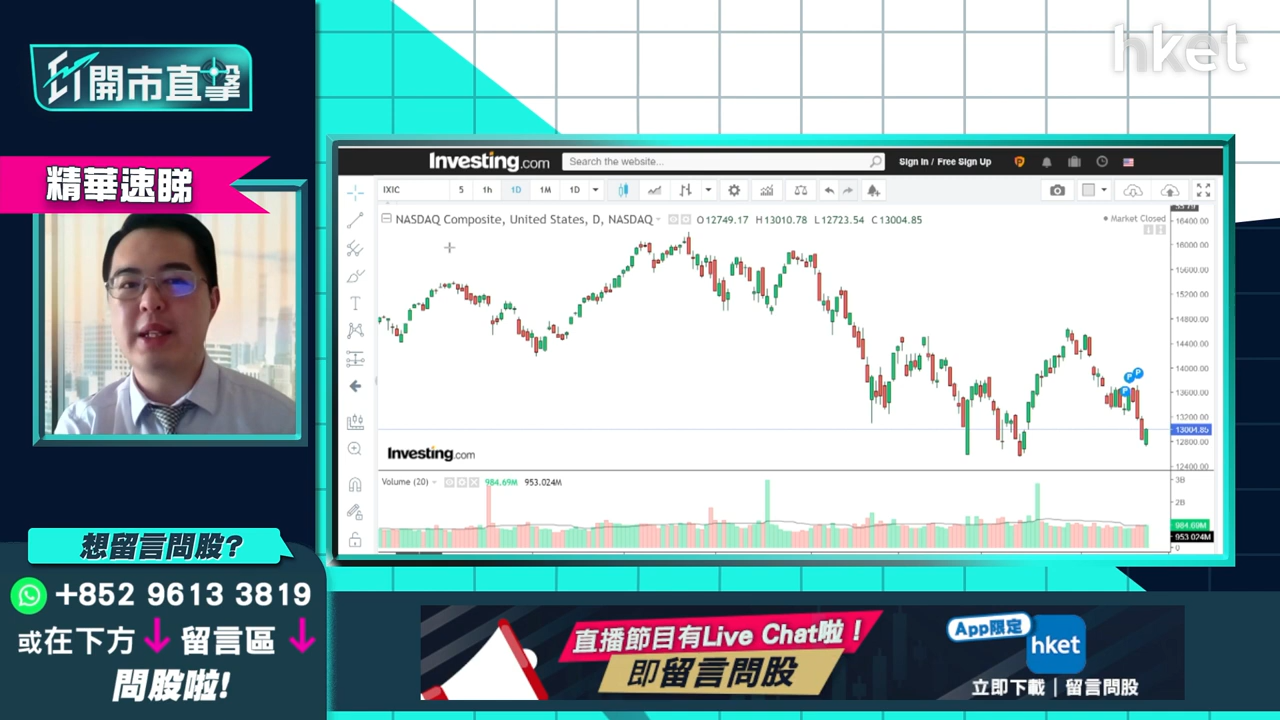 ET開市直擊
精華速睇
hket
Investing.com
Search the website...
Sign In / Free Sign Up
IXIC
5
1h
1D
1M
1D
NASDAQ Composite, United States, D, NASDAQ
O12749.17 H13010.78 L12723.54 C13004.85
Market Closed
16400.00
16000.00
15600.00
15200.00
14800.00
14400.00
14000.00
13600.00
13200.00
13004.85
12800.00
12400.00
Investing.com
Volume (20)
984.69M
953.024M
3B
2B
984.69M
953.024M
0
想留言問股?
+852 9613 3819
或在下方 留言區
問股啦!
直播節目有Live Chat啦！
即留言問股
App限定
hket
立即下載｜留言問股